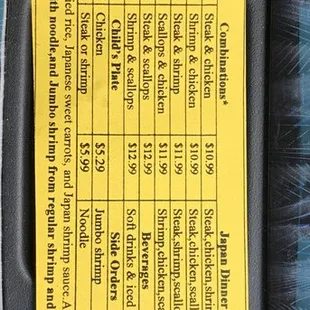 Combinations* Japan Dinner
Steak & chicken $10.99 Steak,chicken,shrin
Shrimp & chicken $10.99 Steak,chicken,scal
Steak & shrimp $11.99 Steak,shrimp,scallo
Scallops & chicken $11.99 Shrimp,chicken,sca
Steak & scallops $12.99 Beverages
Shrimp & scallops $12.99 Soft drinks & iced
Child's Plate Side Orders
Chicken $5.29 Jumbo shrimp
Steak or shrimp $5.99 Noodle
ied rice, Japanese sweet carrots, and Japan shrimp sauce. A
th noodle,and Jumbo shrimp from regular shrimp and